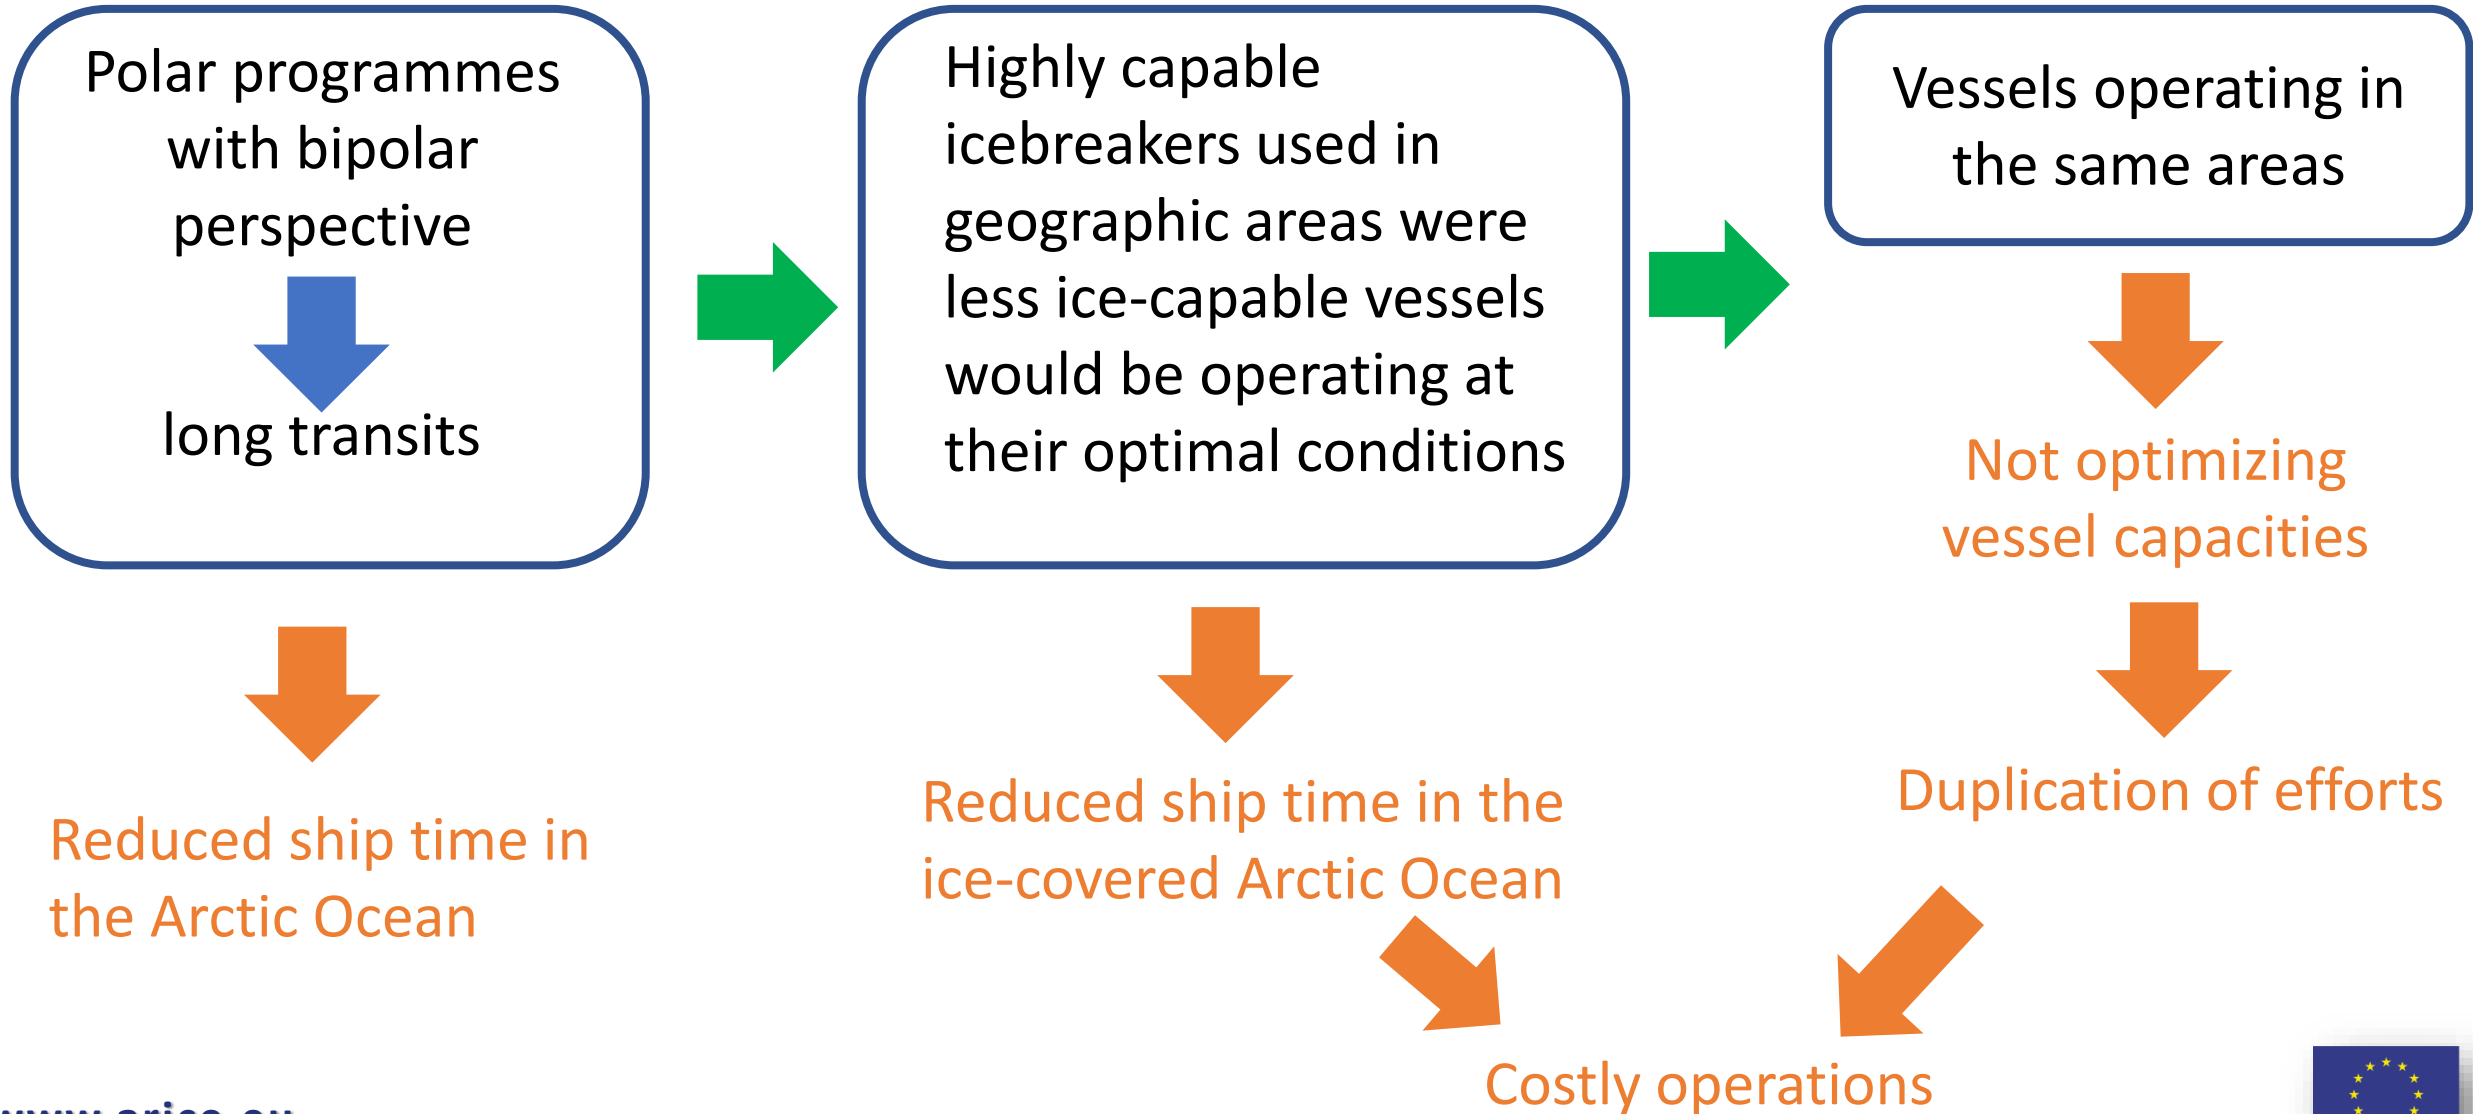 Polar programmes
with bipolar
perspective
long transits
Reduced ship time in
the Arctic Ocean
Highly capable
icebreakers used in
geographic areas were
less ice-capable vessels
would be operating at
their optimal conditions
Reduced ship time in the
ice-covered Arctic Ocean
Vessels operating in
the same areas
Not optimizing
vessel capacities
Duplication of efforts
Costly operations